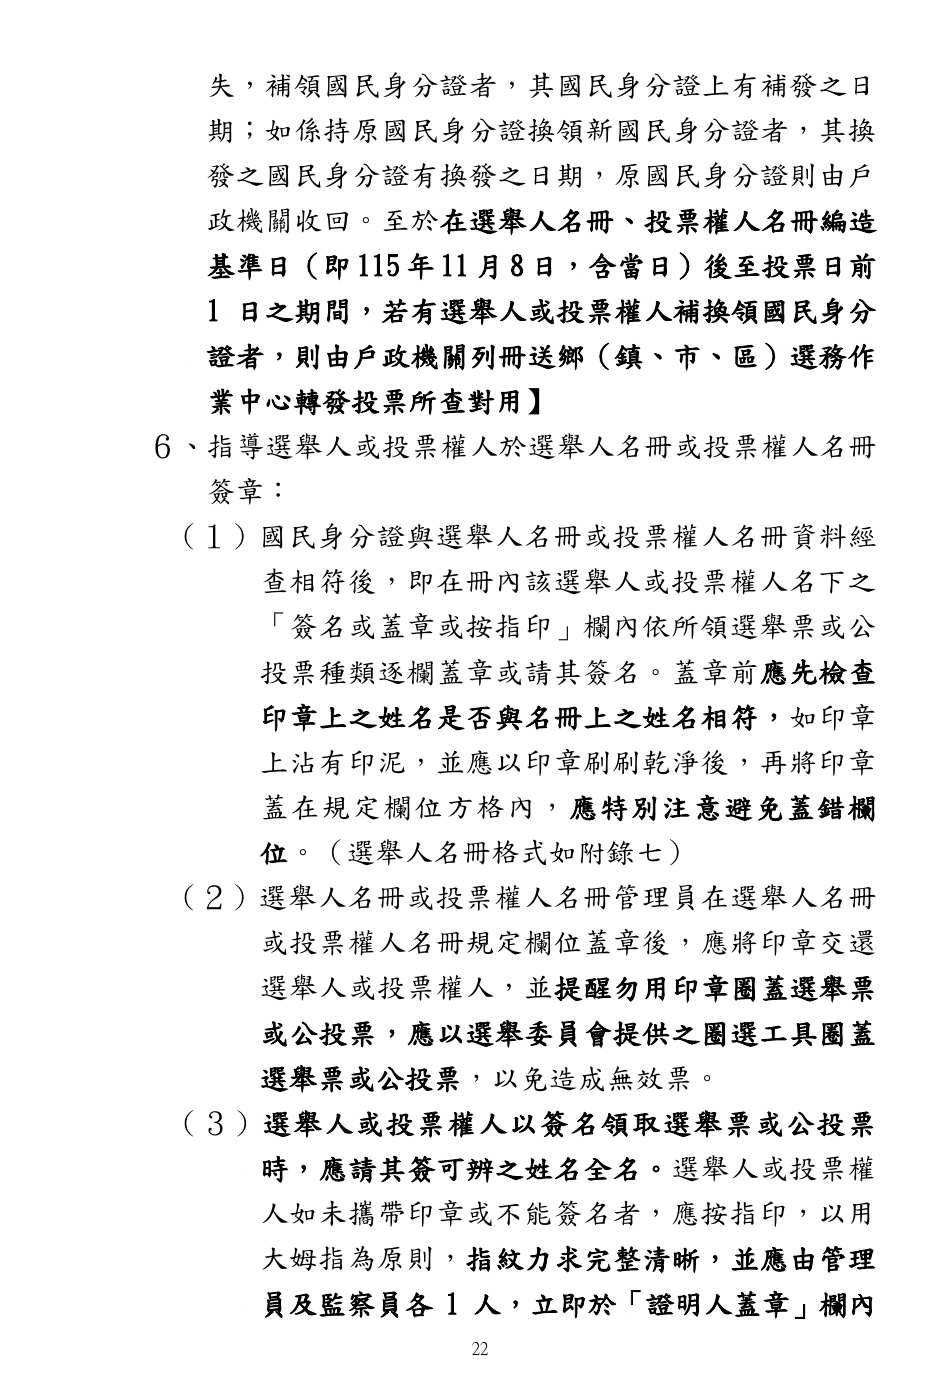 失，補領國民身分證者，其國民身分證上有補發之日
期；如係持原國民身分證換領新國民身分證者，其換
發之國民身分證有換發之日期，原國民身分證則由戶
政機關收回。至於在選舉人名冊、投票權人名冊編造
基準日（即115年11月8日，含當日）後至投票日前
1 日之期間，若有選舉人或投票權人補換領國民身分
證者，則由戶政機關列冊送鄉（鎮、市、區）選務作
業中心轉發投票所查對用】
６、指導選舉人或投票權人於選舉人名冊或投票權人名冊
簽章：
（１）國民身分證與選舉人名冊或投票權人名冊資料經
查相符後，即在冊內該選舉人或投票權人名下之
「簽名或蓋章或按指印」欄內依所領選舉票或公
投票種類逐欄蓋章或請其簽名。蓋章前應先檢查
印章上之姓名是否與名冊上之姓名相符，如印章
上沾有印泥，並應以印章刷刷乾淨後，再將印章
蓋在規定欄位方格內，應特別注意避免蓋錯欄
位。（選舉人名冊格式如附錄七）
（２）選舉人名冊或投票權人名冊管理員在選舉人名冊
或投票權人名冊規定欄位蓋章後，應將印章交還
選舉人或投票權人，並提醒勿用印章圈蓋選舉票
或公投票，應以選舉委員會提供之圈選工具圈蓋
選舉票或公投票，以免造成無效票。
（３）選舉人或投票權人以簽名領取選舉票或公投票
時，應請其簽可辨之姓名全名。選舉人或投票權
人如未攜帶印章或不能簽名者，應按指印，以用
大姆指為原則，指紋力求完整清晰，並應由管理
員及監察員各 1 人，立即於「證明人蓋章」欄內
22